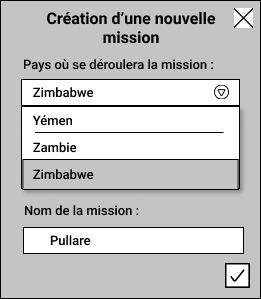 Création d’une nouvelle
mission
Pays où se déroulera la mission :
Zimbabwe
Yémen
Zambie
Zimbabwe
Nom de la mission :
Pullare